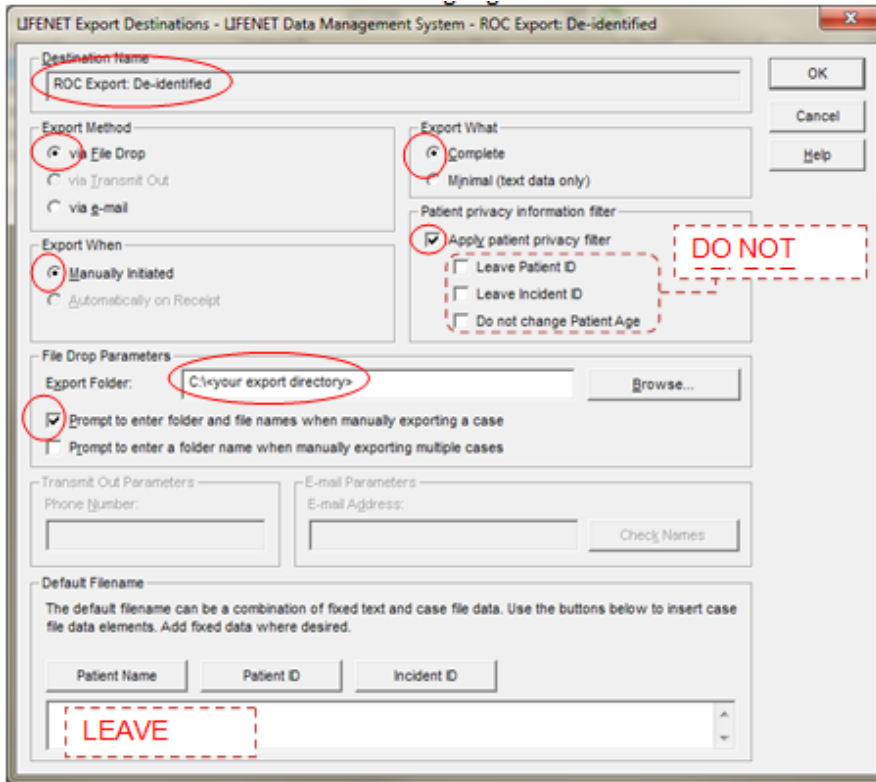 LIFENET Export Destinations - LIFENET Data Management System - ROC Export: De-identified
Destination Name
ROC Export: De-identified
OK
Cancel
Help
Export Method
via File Drop
via Transmit Out
via e-mail
Export What
Complete
Minimal (text data only)
Export When
Manually Initiated
Automatically on Receipt
Patient privacy information filter
Apply patient privacy filter
Leave Patient ID
Leave Incident ID
Do not change Patient Age
DO NOT
File Drop Parameters
Export Folder: C:\<your export directory> Browse...
Prompt to enter folder and file names when manually exporting a case
Prompt to enter a folder name when manually exporting multiple cases
Transmit Out Parameters
Phone Number:
E-mail Parameters
E-mail Address:
Check Names
Default Filename
The default filename can be a combination of fixed text and case file data. Use the buttons below to insert case
file data elements. Add fixed data where desired.
Patient Name Patient ID Incident ID
LEAVE